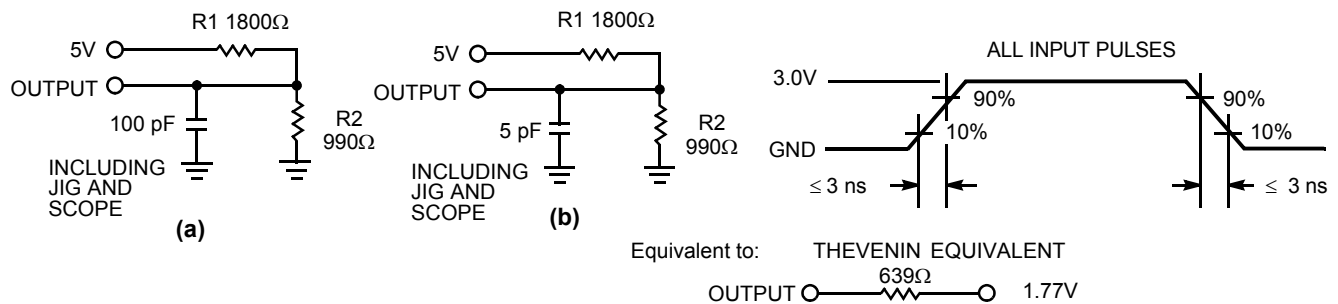 R1 1800Ω
5V
OUTPUT
100 pF
R2
990Ω
INCLUDING
JIG AND
SCOPE
(a)
R1 1800Ω
5V
OUTPUT
5 pF
R2
990Ω
INCLUDING
JIG AND
SCOPE
(b)
ALL INPUT PULSES
3.0V
90%
10%
90%
10%
GND
≤ 3 ns
≤ 3 ns
Equivalent to: THEVENIN EQUIVALENT
639Ω
OUTPUT 1.77V